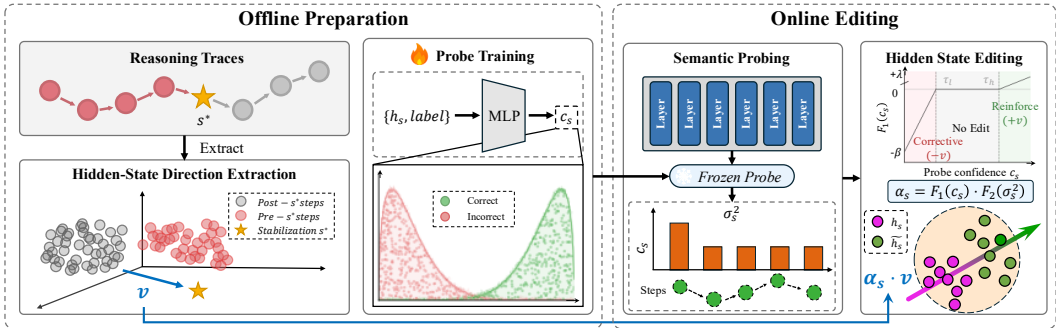 Offline Preparation
Reasoning Traces
s*
Extract
Hidden-State Direction Extraction
Post − s* steps
Pre − s* steps
Stabilization s*
v
Probe Training
{h_s, label}
MLP
c_s
Correct
Incorrect
Online Editing
Semantic Probing
Layer
Layer
Layer
Layer
Layer
Layer
Frozen Probe
σ_s^2
c_s
Steps
Hidden State Editing
+λ
0
−β
F_1(c_s)
τ_l
τ_h
Reinforce
(+v)
No Edit
Corrective
(−v)
Probe confidence c_s
α_s = F_1(c_s) · F_2(σ_s^2)
h_s
h̃_s
α_s · v